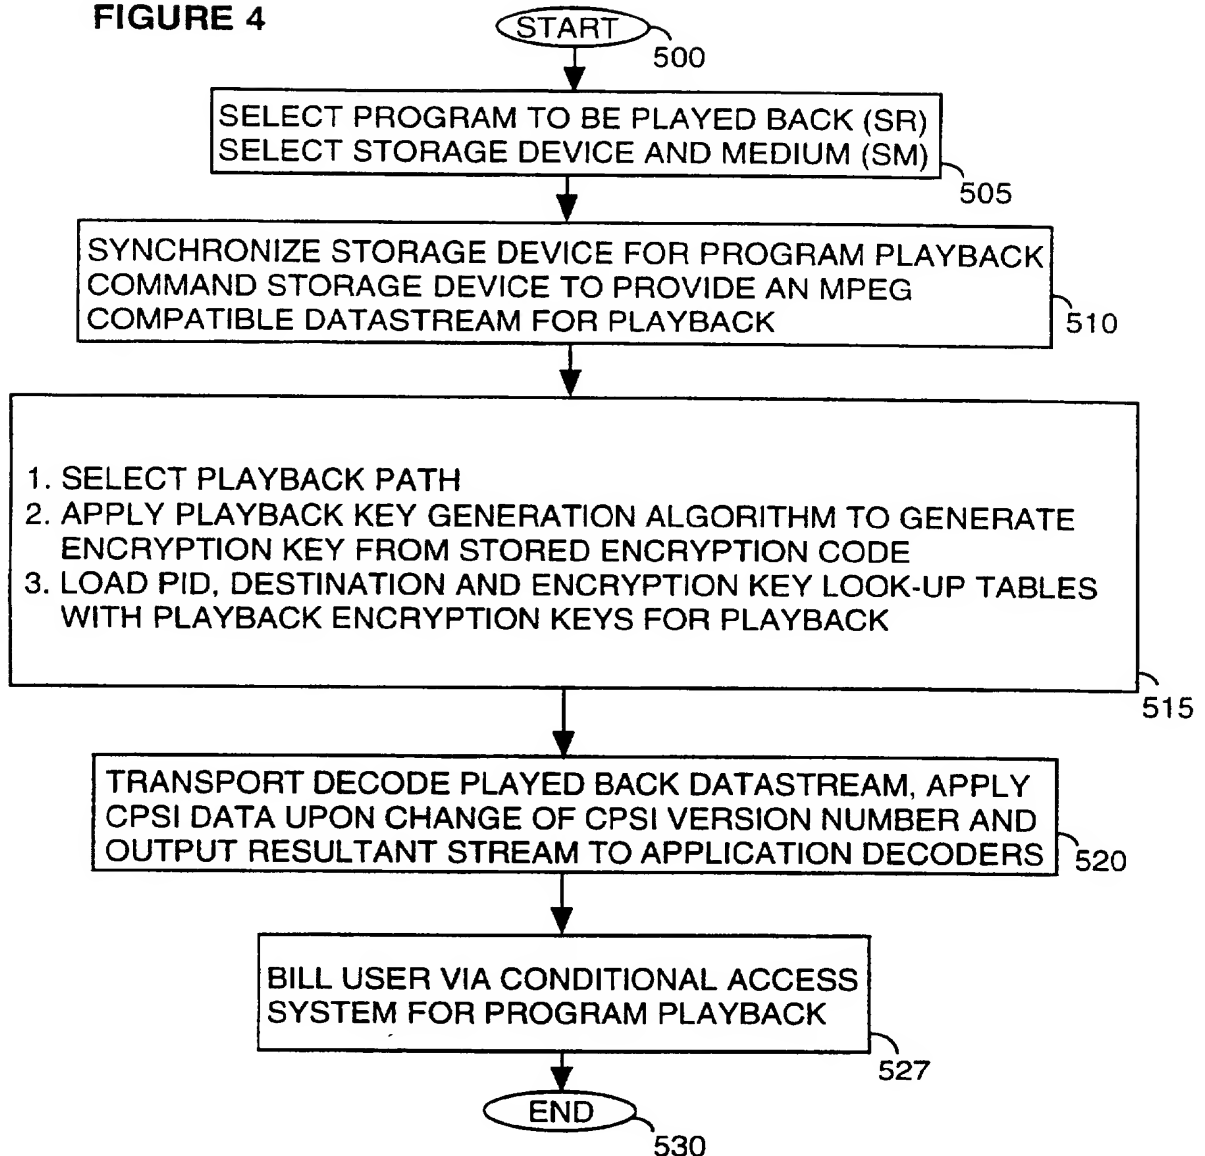 FIGURE 4
START
500
SELECT PROGRAM TO BE PLAYED BACK (SR)
SELECT STORAGE DEVICE AND MEDIUM (SM)
505
SYNCHRONIZE STORAGE DEVICE FOR PROGRAM PLAYBACK
COMMAND STORAGE DEVICE TO PROVIDE AN MPEG
COMPATIBLE DATASTREAM FOR PLAYBACK
510
1. SELECT PLAYBACK PATH
2. APPLY PLAYBACK KEY GENERATION ALGORITHM TO GENERATE
ENCRYPTION KEY FROM STORED ENCRYPTION CODE
3. LOAD PID, DESTINATION AND ENCRYPTION KEY LOOK-UP TABLES
WITH PLAYBACK ENCRYPTION KEYS FOR PLAYBACK
515
TRANSPORT DECODE PLAYED BACK DATASTREAM, APPLY
CPSI DATA UPON CHANGE OF CPSI VERSION NUMBER AND
OUTPUT RESULTANT STREAM TO APPLICATION DECODERS
520
BILL USER VIA CONDITIONAL ACCESS
SYSTEM FOR PROGRAM PLAYBACK
527
END
530